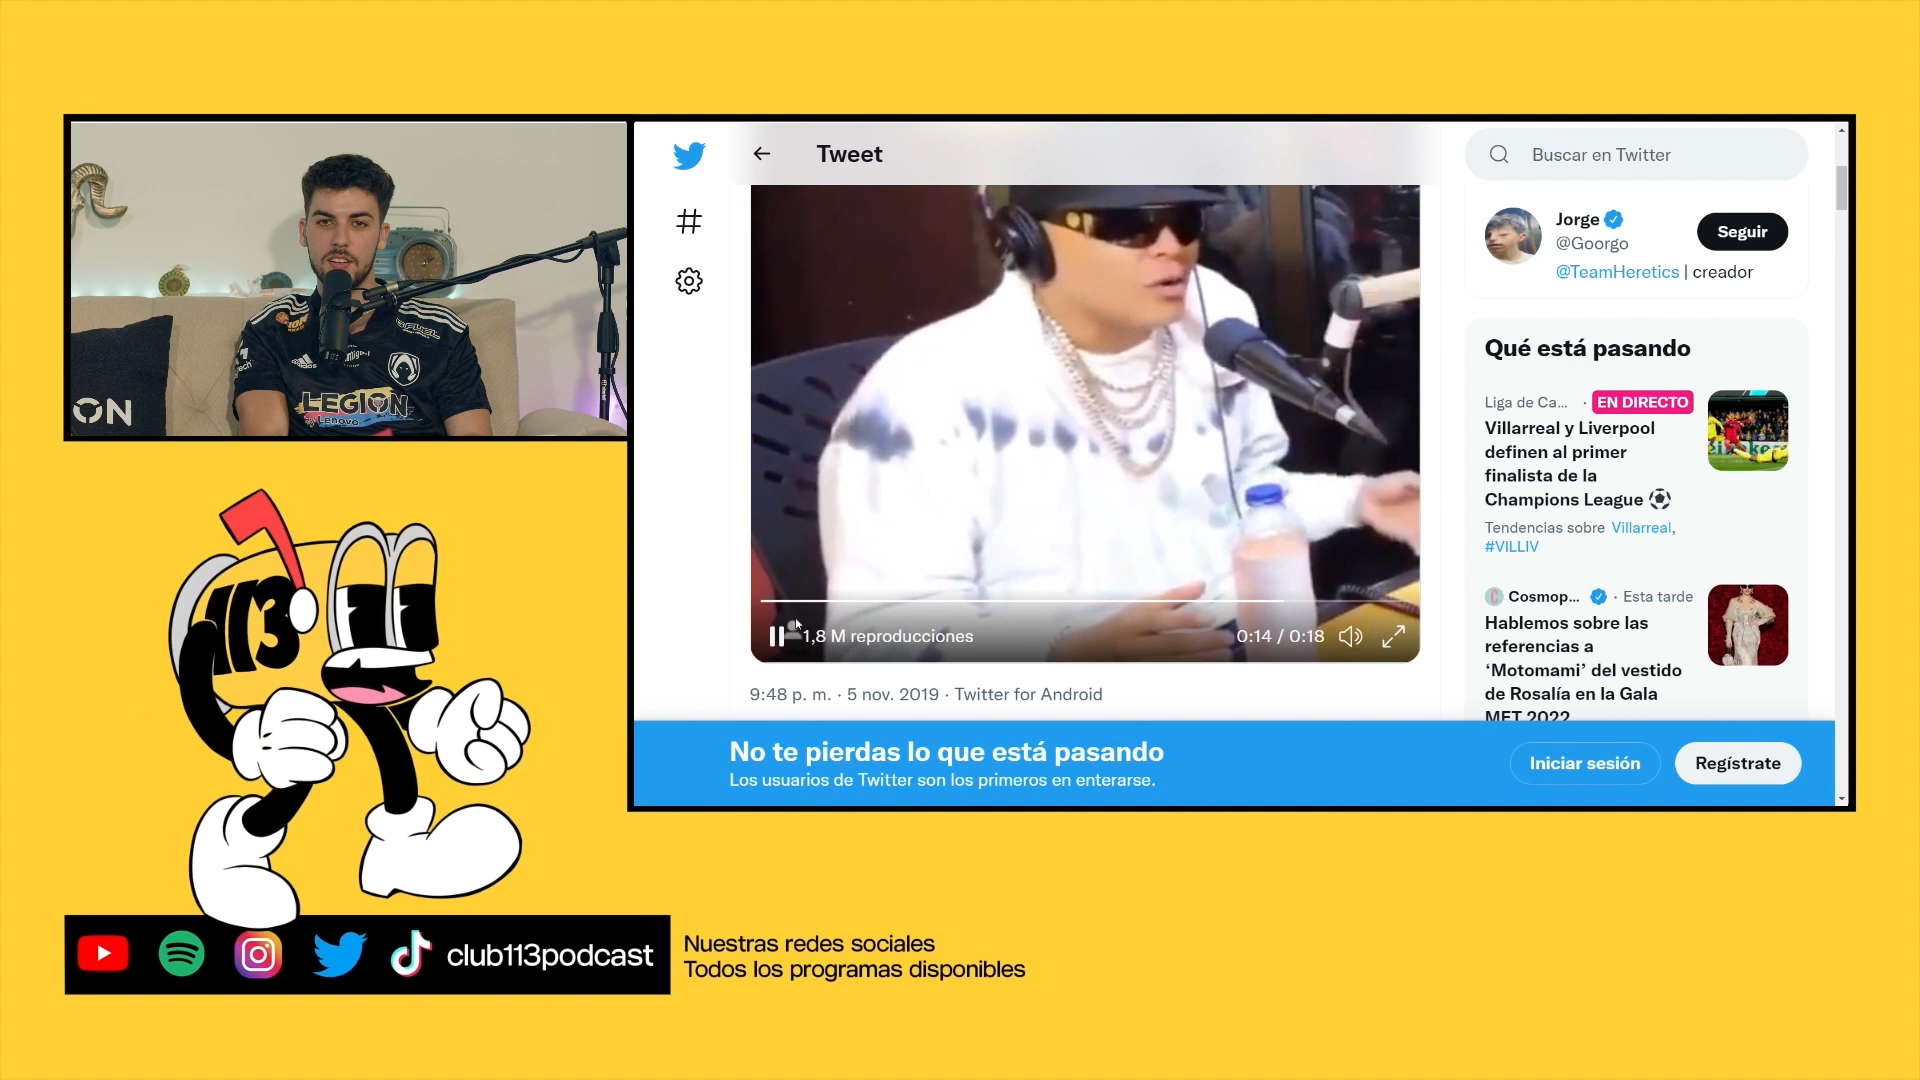 Tweet
Buscar en Twitter
Jorge
@Goorgo
@TeamHeretics | creador
Seguir
Qué está pasando
Liga de Ca... · EN DIRECTO
Villarreal y Liverpool
definen al primer
finalista de la
Champions League
Tendencias sobre Villarreal,
#VILLIV
Cosmop... · Esta tarde
Hablemos sobre las
referencias a
‘Motomami’ del vestido
de Rosalía en la Gala
MET 2022
1,8 M reproducciones
0:14 / 0:18
9:48 p. m. · 5 nov. 2019 · Twitter for Android
No te pierdas lo que está pasando
Los usuarios de Twitter son los primeros en enterarse.
Iniciar sesión
Regístrate
adidas
LEGION
by Lenovo
ON
113
club113podcast
Nuestras redes sociales
Todos los programas disponibles